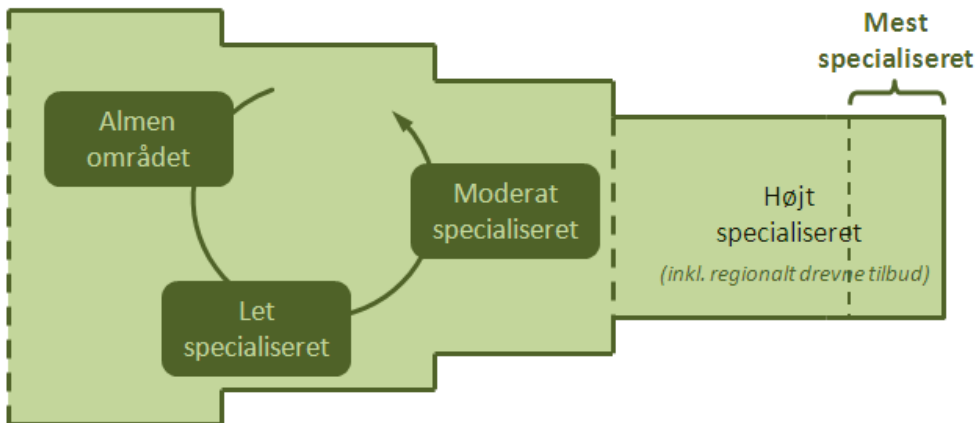 Mest
specialiseret
Almen
området
Moderat
specialiseret
Højt
specialiseret
(inkl. regionalt drevne tilbud)
Let
specialiseret